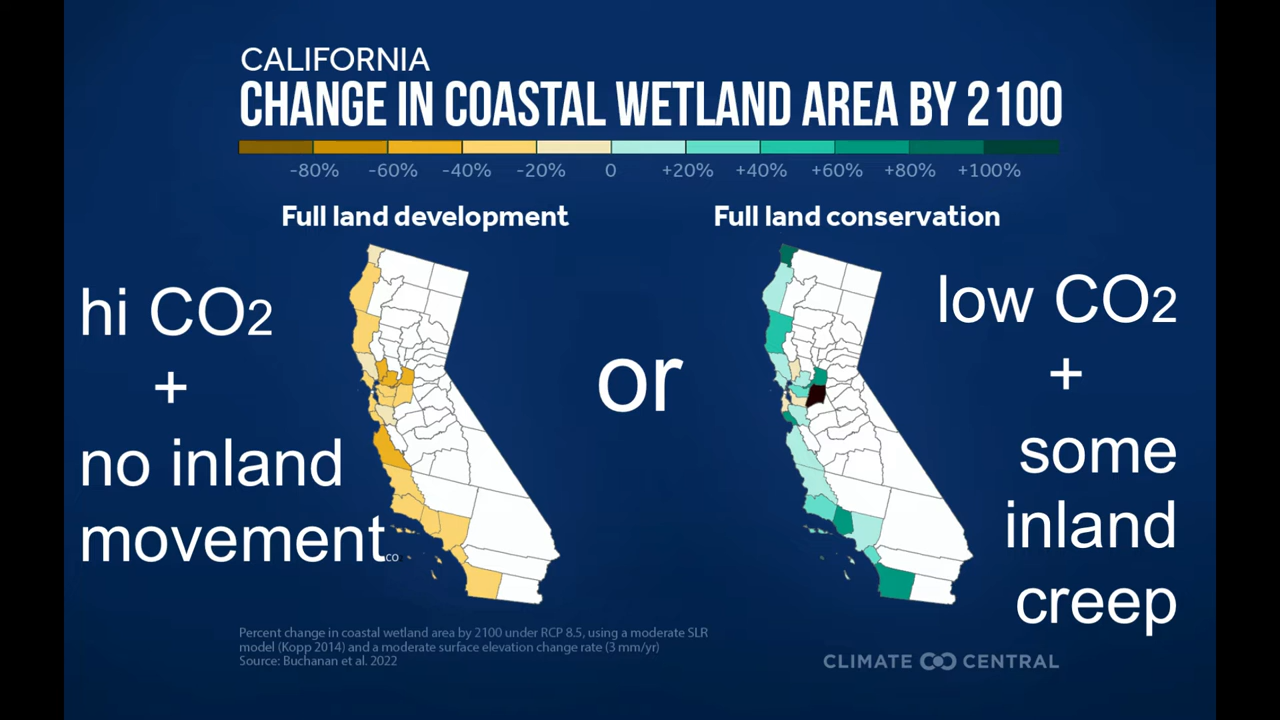 CALIFORNIA
CHANGE IN COASTAL WETLAND AREA BY 2100
-80% -60% -40% -20% 0 +20% +40% +60% +80% +100%
Full land development
Full land conservation
hi CO2
+
no inland
movement
co
or
low CO2
+
some
inland
creep
Percent change in coastal wetland area by 2100 under RCP 8.5, using a moderate SLR
model (Kopp 2014) and a moderate surface elevation change rate (3 mm/yr)
Source: Buchanan et al. 2022
CLIMATE CENTRAL